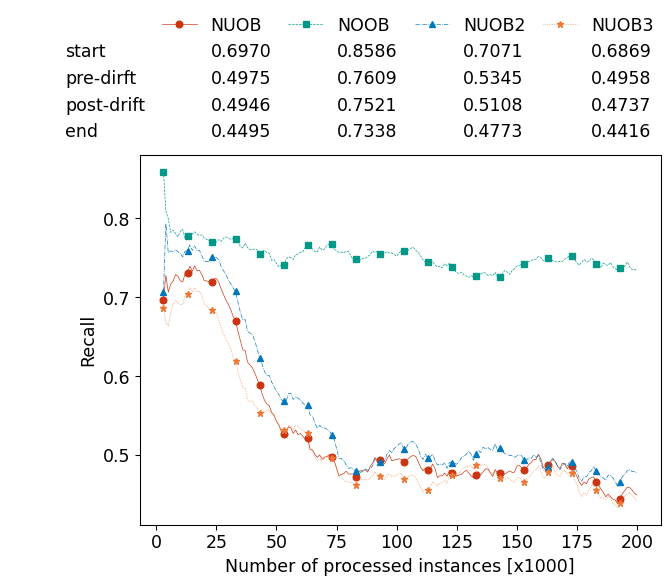 NUOB NOOB NUOB2 NUOB3
start 0.6970 0.8586 0.7071 0.6869
pre-dirft 0.4975 0.7609 0.5345 0.4958
post-drift 0.4946 0.7521 0.5108 0.4737
end 0.4495 0.7338 0.4773 0.4416
0.8
0.7
0.6
0.5
Recall
0 25 50 75 100 125 150 175 200
Number of processed instances [x1000]